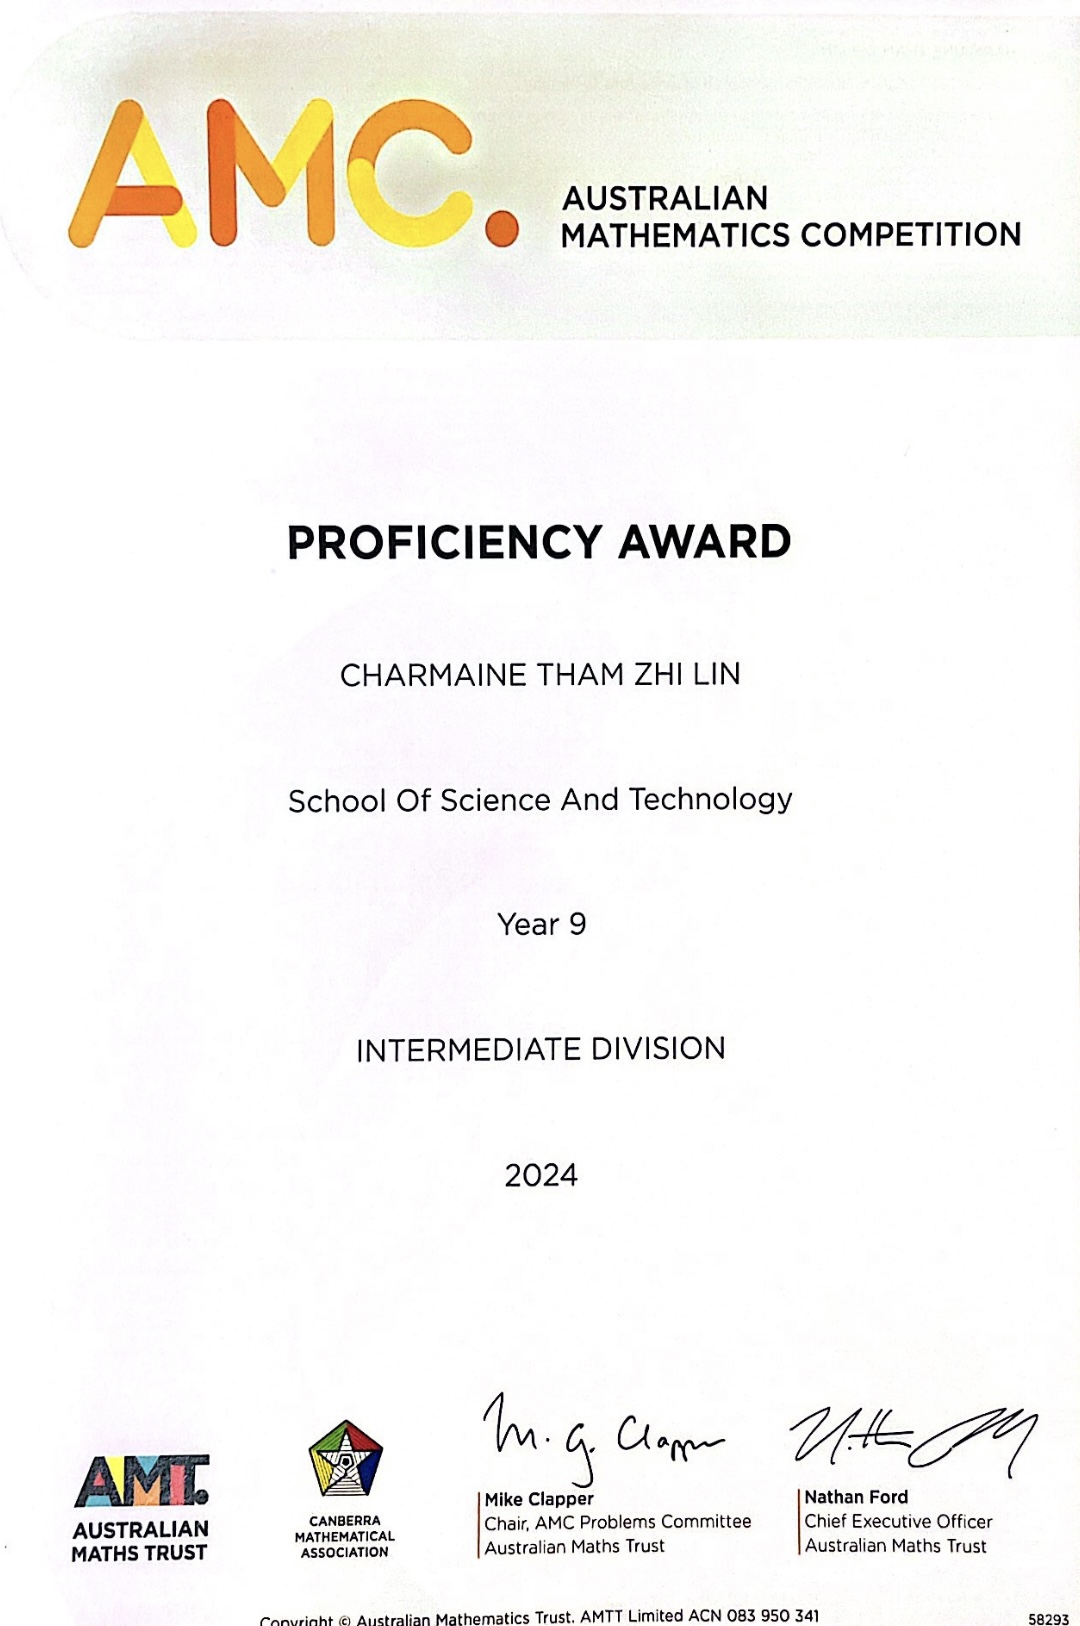 AMC.
AUSTRALIAN
MATHEMATICS COMPETITION
PROFICIENCY AWARD
CHARMAINE THAM ZHI LIN
School Of Science And Technology
Year 9
INTERMEDIATE DIVISION
2024
M. G. Clapper
AMT.
AUSTRALIAN
MATHS TRUST
CANBERRA
MATHEMATICAL
ASSOCIATION
Mike Clapper
Chair, AMC Problems Committee
Australian Maths Trust
Nathan Ford
Chief Executive Officer
Australian Maths Trust
Copyright © Australian Mathematics Trust. AMTT Limited ACN 083 950 341
58293